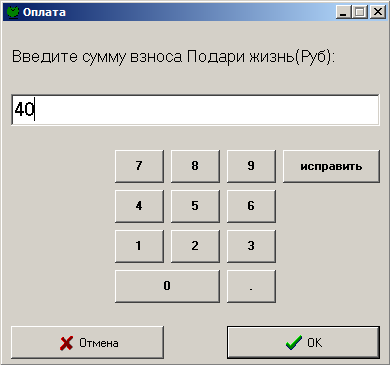 Оплата
Введите сумму взноса Подари жизнь(Руб):
40
7 8 9 исправить
4 5 6
1 2 3
0 .
Отмена OK